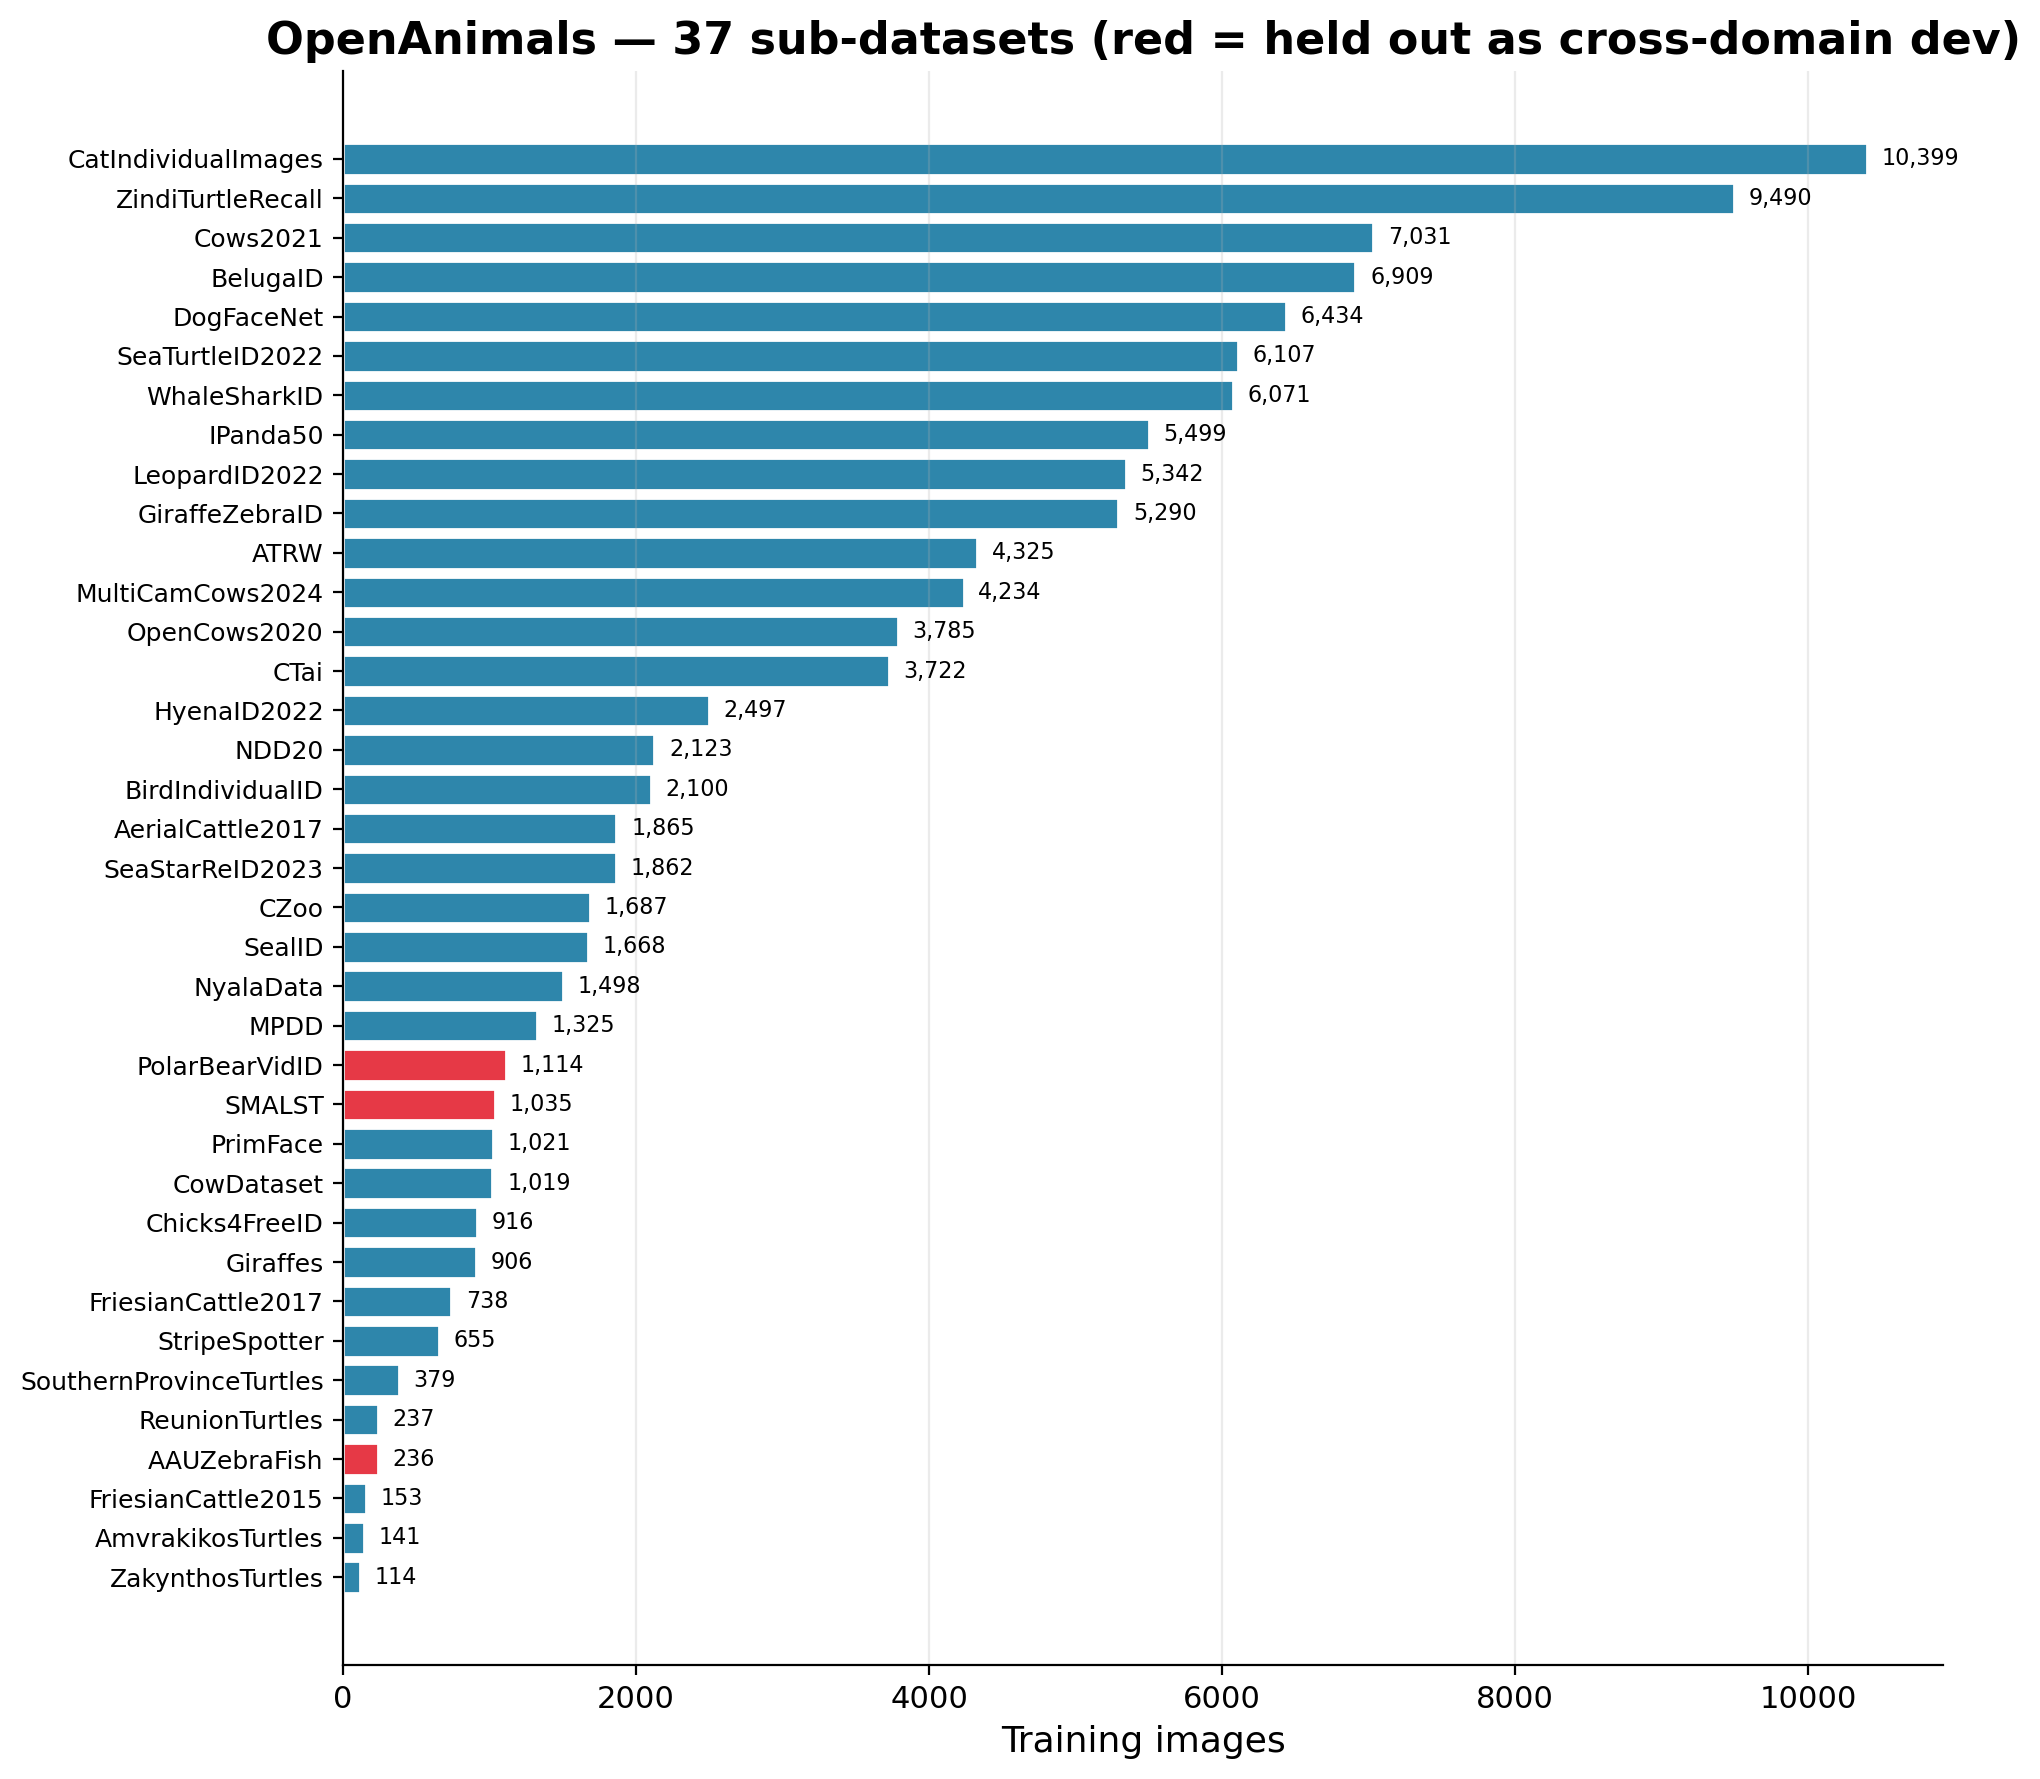 OpenAnimals — 37 sub-datasets (red = held out as cross-domain dev)
CatIndividualImages 10,399
ZindiTurtleRecall 9,490
Cows2021 7,031
BelugaID 6,909
DogFaceNet 6,434
SeaTurtleID2022 6,107
WhaleSharkID 6,071
IPanda50 5,499
LeopardID2022 5,342
GiraffeZebraID 5,290
ATRW 4,325
MultiCamCows2024 4,234
OpenCows2020 3,785
CTai 3,722
HyenaID2022 2,497
NDD20 2,123
BirdIndividualID 2,100
AerialCattle2017 1,865
SeaStarReID2023 1,862
CZoo 1,687
SealID 1,668
NyalaData 1,498
MPDD 1,325
PolarBearVidID 1,114
SMALST 1,035
PrimFace 1,021
CowDataset 1,019
Chicks4FreeID 916
Giraffes 906
FriesianCattle2017 738
StripeSpotter 655
SouthernProvinceTurtles 379
ReunionTurtles 237
AAUZebraFish 236
FriesianCattle2015 153
AmvrakikosTurtles 141
ZakynthosTurtles 114
0 2000 4000 6000 8000 10000
Training images